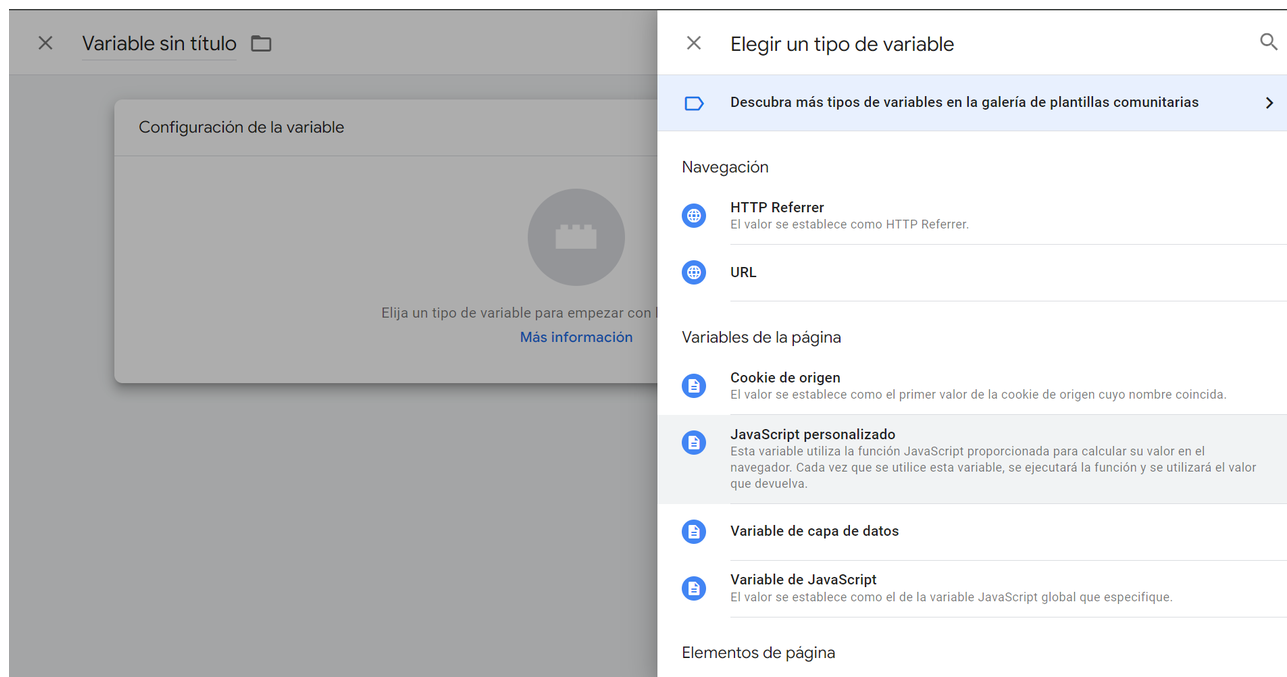 Variable sin título
Configuración de la variable
Elija un tipo de variable para empezar con
Más información
Elegir un tipo de variable
Descubra más tipos de variables en la galería de plantillas comunitarias
Navegación
HTTP Referrer
El valor se establece como HTTP Referrer.
URL
Variables de la página
Cookie de origen
El valor se establece como el primer valor de la cookie de origen cuyo nombre coincida.
JavaScript personalizado
Esta variable utiliza la función JavaScript proporcionada para calcular su valor en el
navegador. Cada vez que se utilice esta variable, se ejecutará la función y se utilizará el valor
que devuelva.
Variable de capa de datos
Variable de JavaScript
El valor se establece como el de la variable JavaScript global que especifique.
Elementos de página